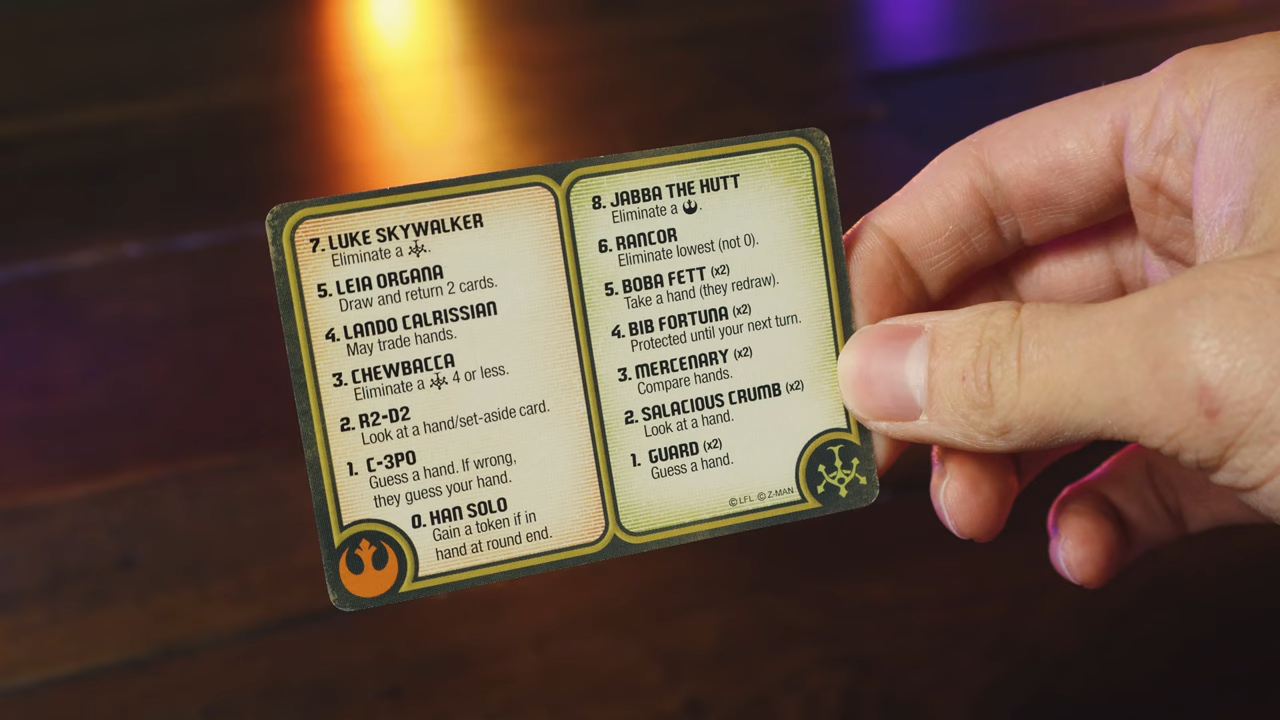 7. LUKE SKYWALKER
Eliminate a .
5. LEIA ORGANA
Draw and return 2 cards.
4. LANDO CALRISSIAN
May trade hands.
3. CHEWBACCA
Eliminate a 4 or less.
2. R2-D2
Look at a hand/set-aside card.
1. C-3PO
Guess a hand. If wrong,
they guess your hand.
0. HAN SOLO
Gain a token if in
hand at round end.
8. JABBA THE HUTT
Eliminate a .
6. RANCOR
Eliminate lowest (not 0).
5. BOBA FETT (x2)
Take a hand (they redraw).
4. BIB FORTUNA (x2)
Protected until your next turn.
3. MERCENARY (x2)
Compare hands.
2. SALACIOUS CRUMB (x2)
Look at a hand.
1. GUARD (x2)
Guess a hand.
© LFL © Z-MAN